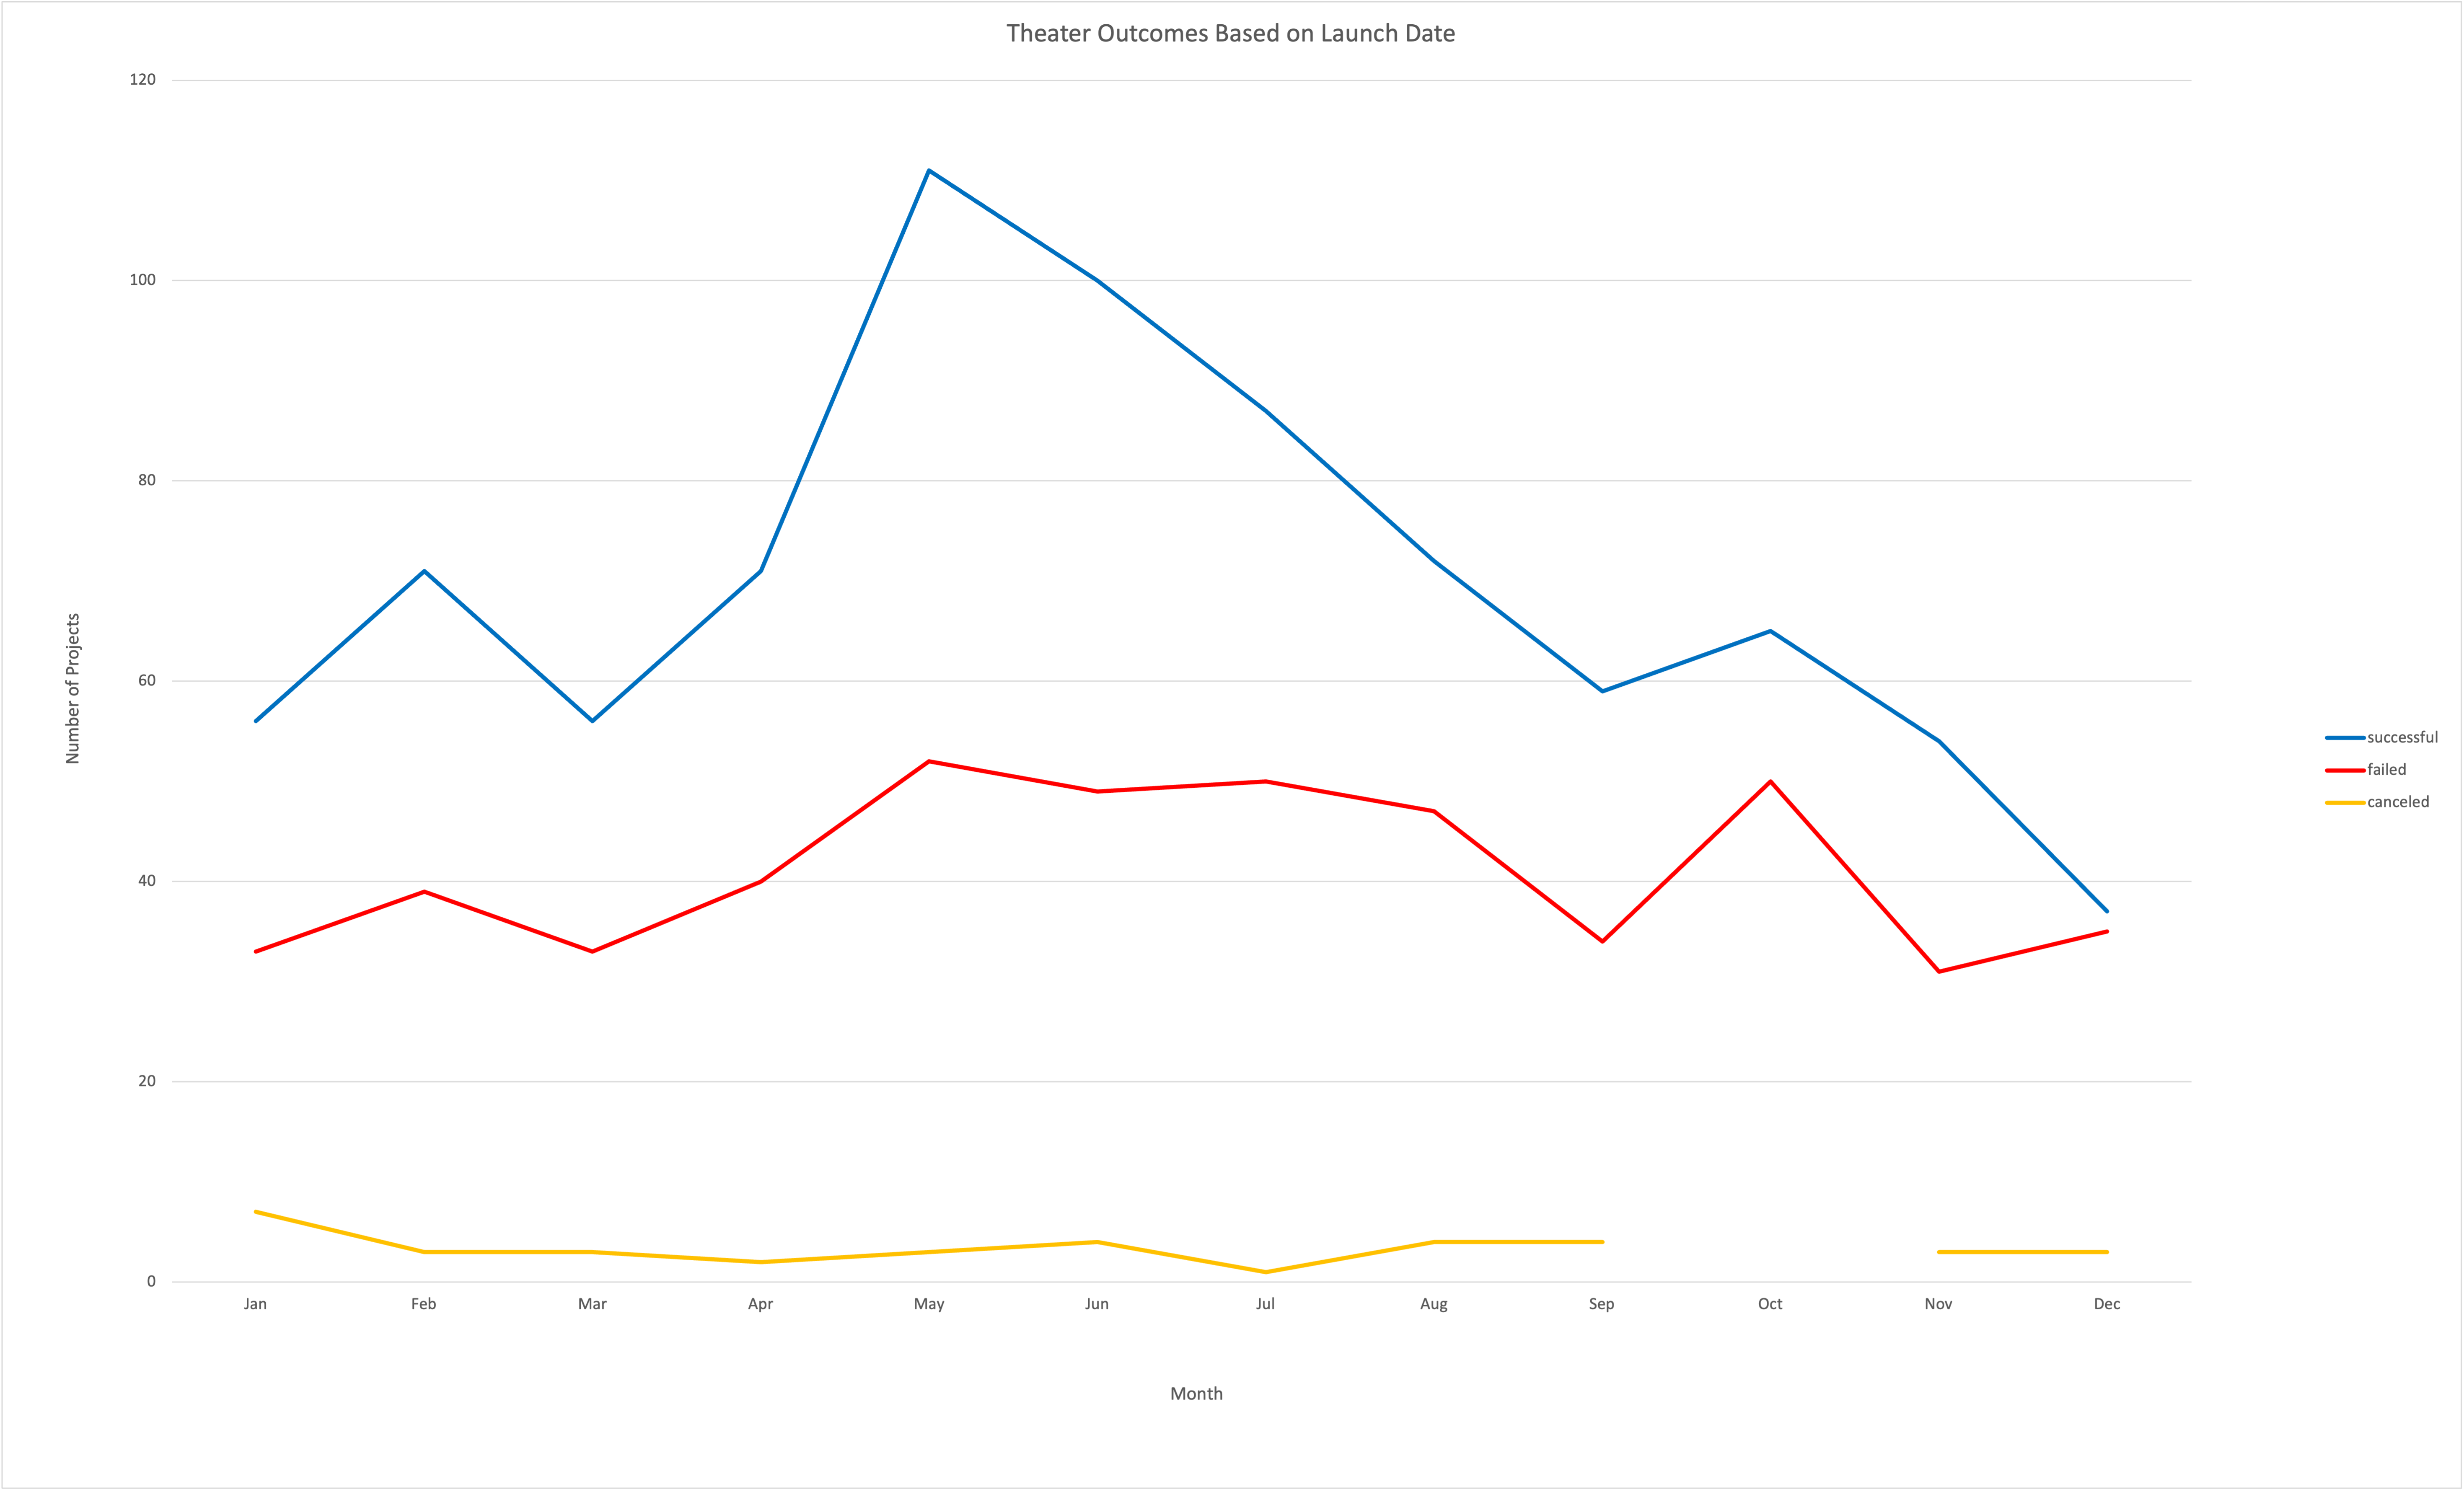 Theater Outcomes Based on Launch Date
120
100
80
60
40
20
0
Number of Projects
Jan Feb Mar Apr May Jun Jul Aug Sep Oct Nov Dec
Month
successful
failed
canceled